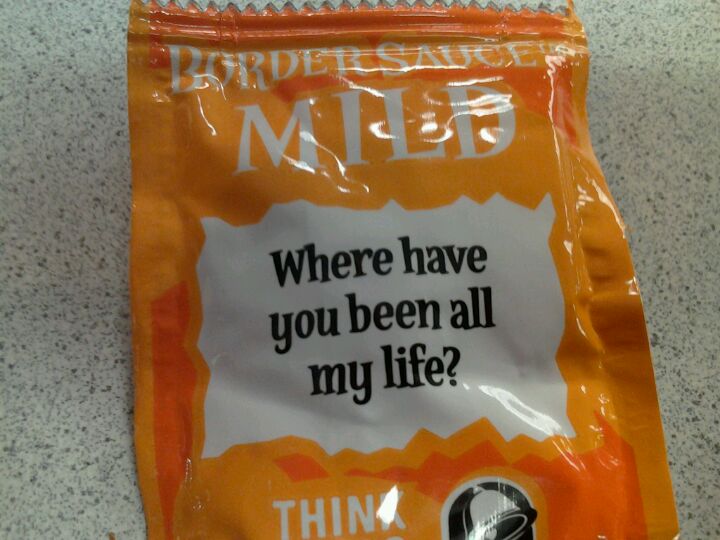 BORDER SAUCE
MILD
Where have
you been all
my life?
THINK